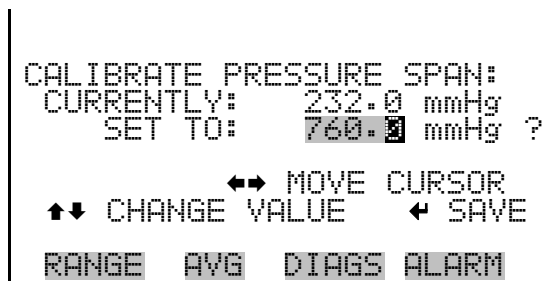 CALIBRATE PRESSURE SPAN:
CURRENTLY: 232.0 mmHg
SET TO: 760.0 mmHg ?
⬅➡ MOVE CURSOR
⬆⬇ CHANGE VALUE ↵ SAVE
RANGE AVG DIAGS ALARM